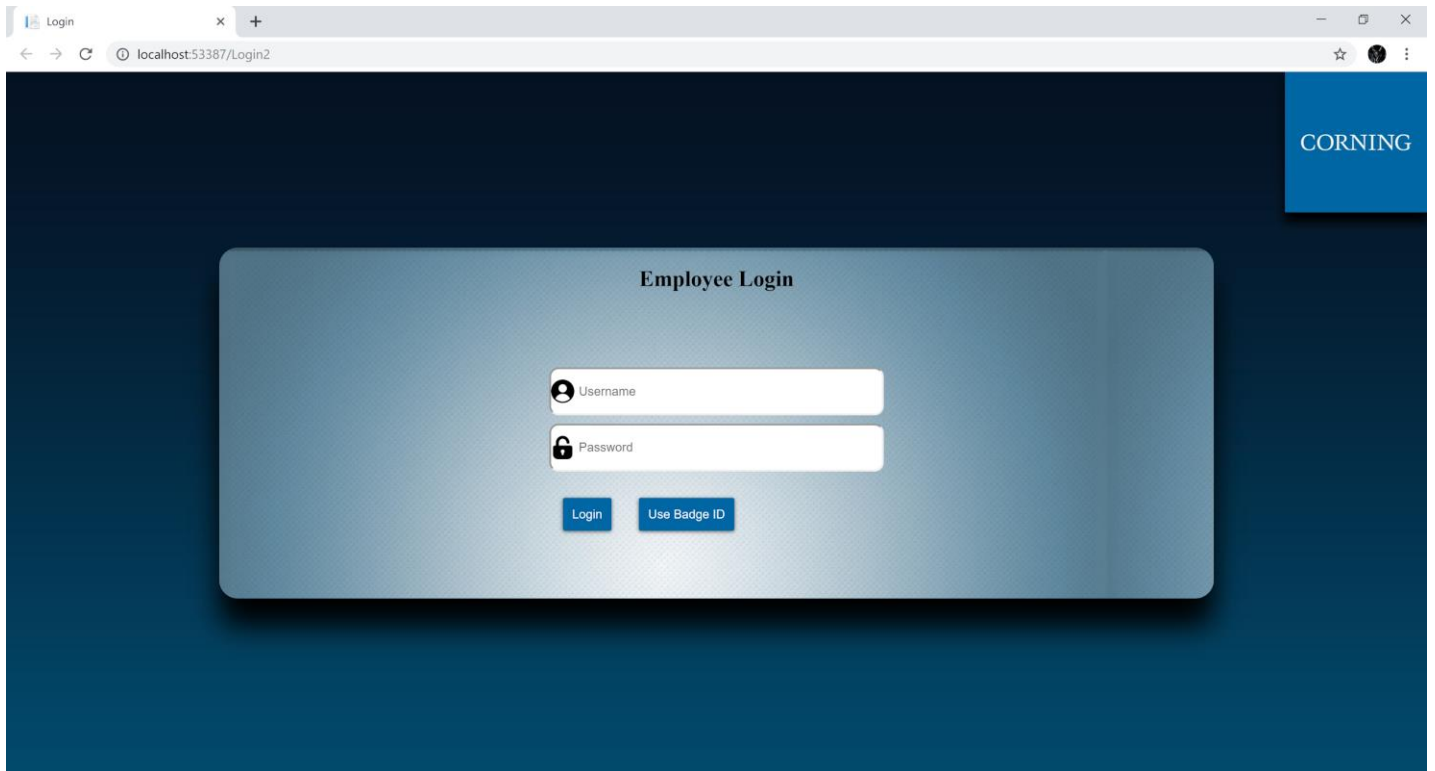 Login
localhost:53387/Login2
CORNING
Employee Login
Username
Password
Login Use Badge ID